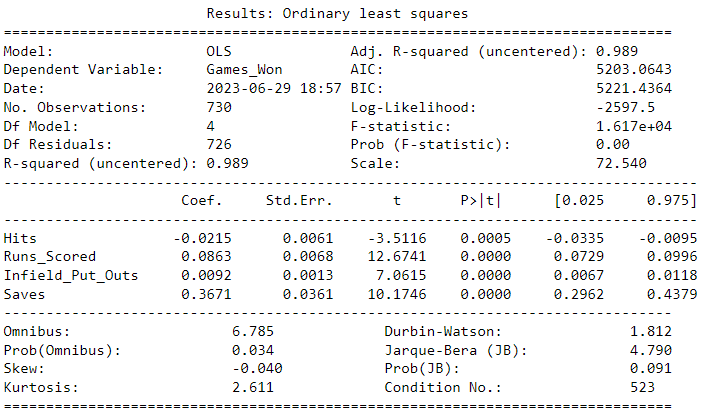 Results: Ordinary least squares
==================================================================================
Model: OLS Adj. R-squared (uncentered): 0.989
Dependent Variable: Games_Won AIC: 5203.0643
Date: 2023-06-29 18:57 BIC: 5221.4364
No. Observations: 730 Log-Likelihood: -2597.5
Df Model: 4 F-statistic: 1.617e+04
Df Residuals: 726 Prob (F-statistic): 0.00
R-squared (uncentered): 0.989 Scale: 72.540
-------------------------------------------------------------------------------------
Coef. Std.Err. t P>|t| [0.025 0.975]
-------------------------------------------------------------------------------------
Hits -0.0215 0.0061 -3.5116 0.0005 -0.0335 -0.0095
Runs_Scored 0.0863 0.0068 12.6741 0.0000 0.0729 0.0996
Infield_Put_Outs 0.0092 0.0013 7.0615 0.0000 0.0067 0.0118
Saves 0.3671 0.0361 10.1746 0.0000 0.2962 0.4379
----------------------------------------------------------------------------------
Omnibus: 6.785 Durbin-Watson: 1.812
Prob(Omnibus): 0.034 Jarque-Bera (JB): 4.790
Skew: -0.040 Prob(JB): 0.091
Kurtosis: 2.611 Condition No.: 523
==================================================================================